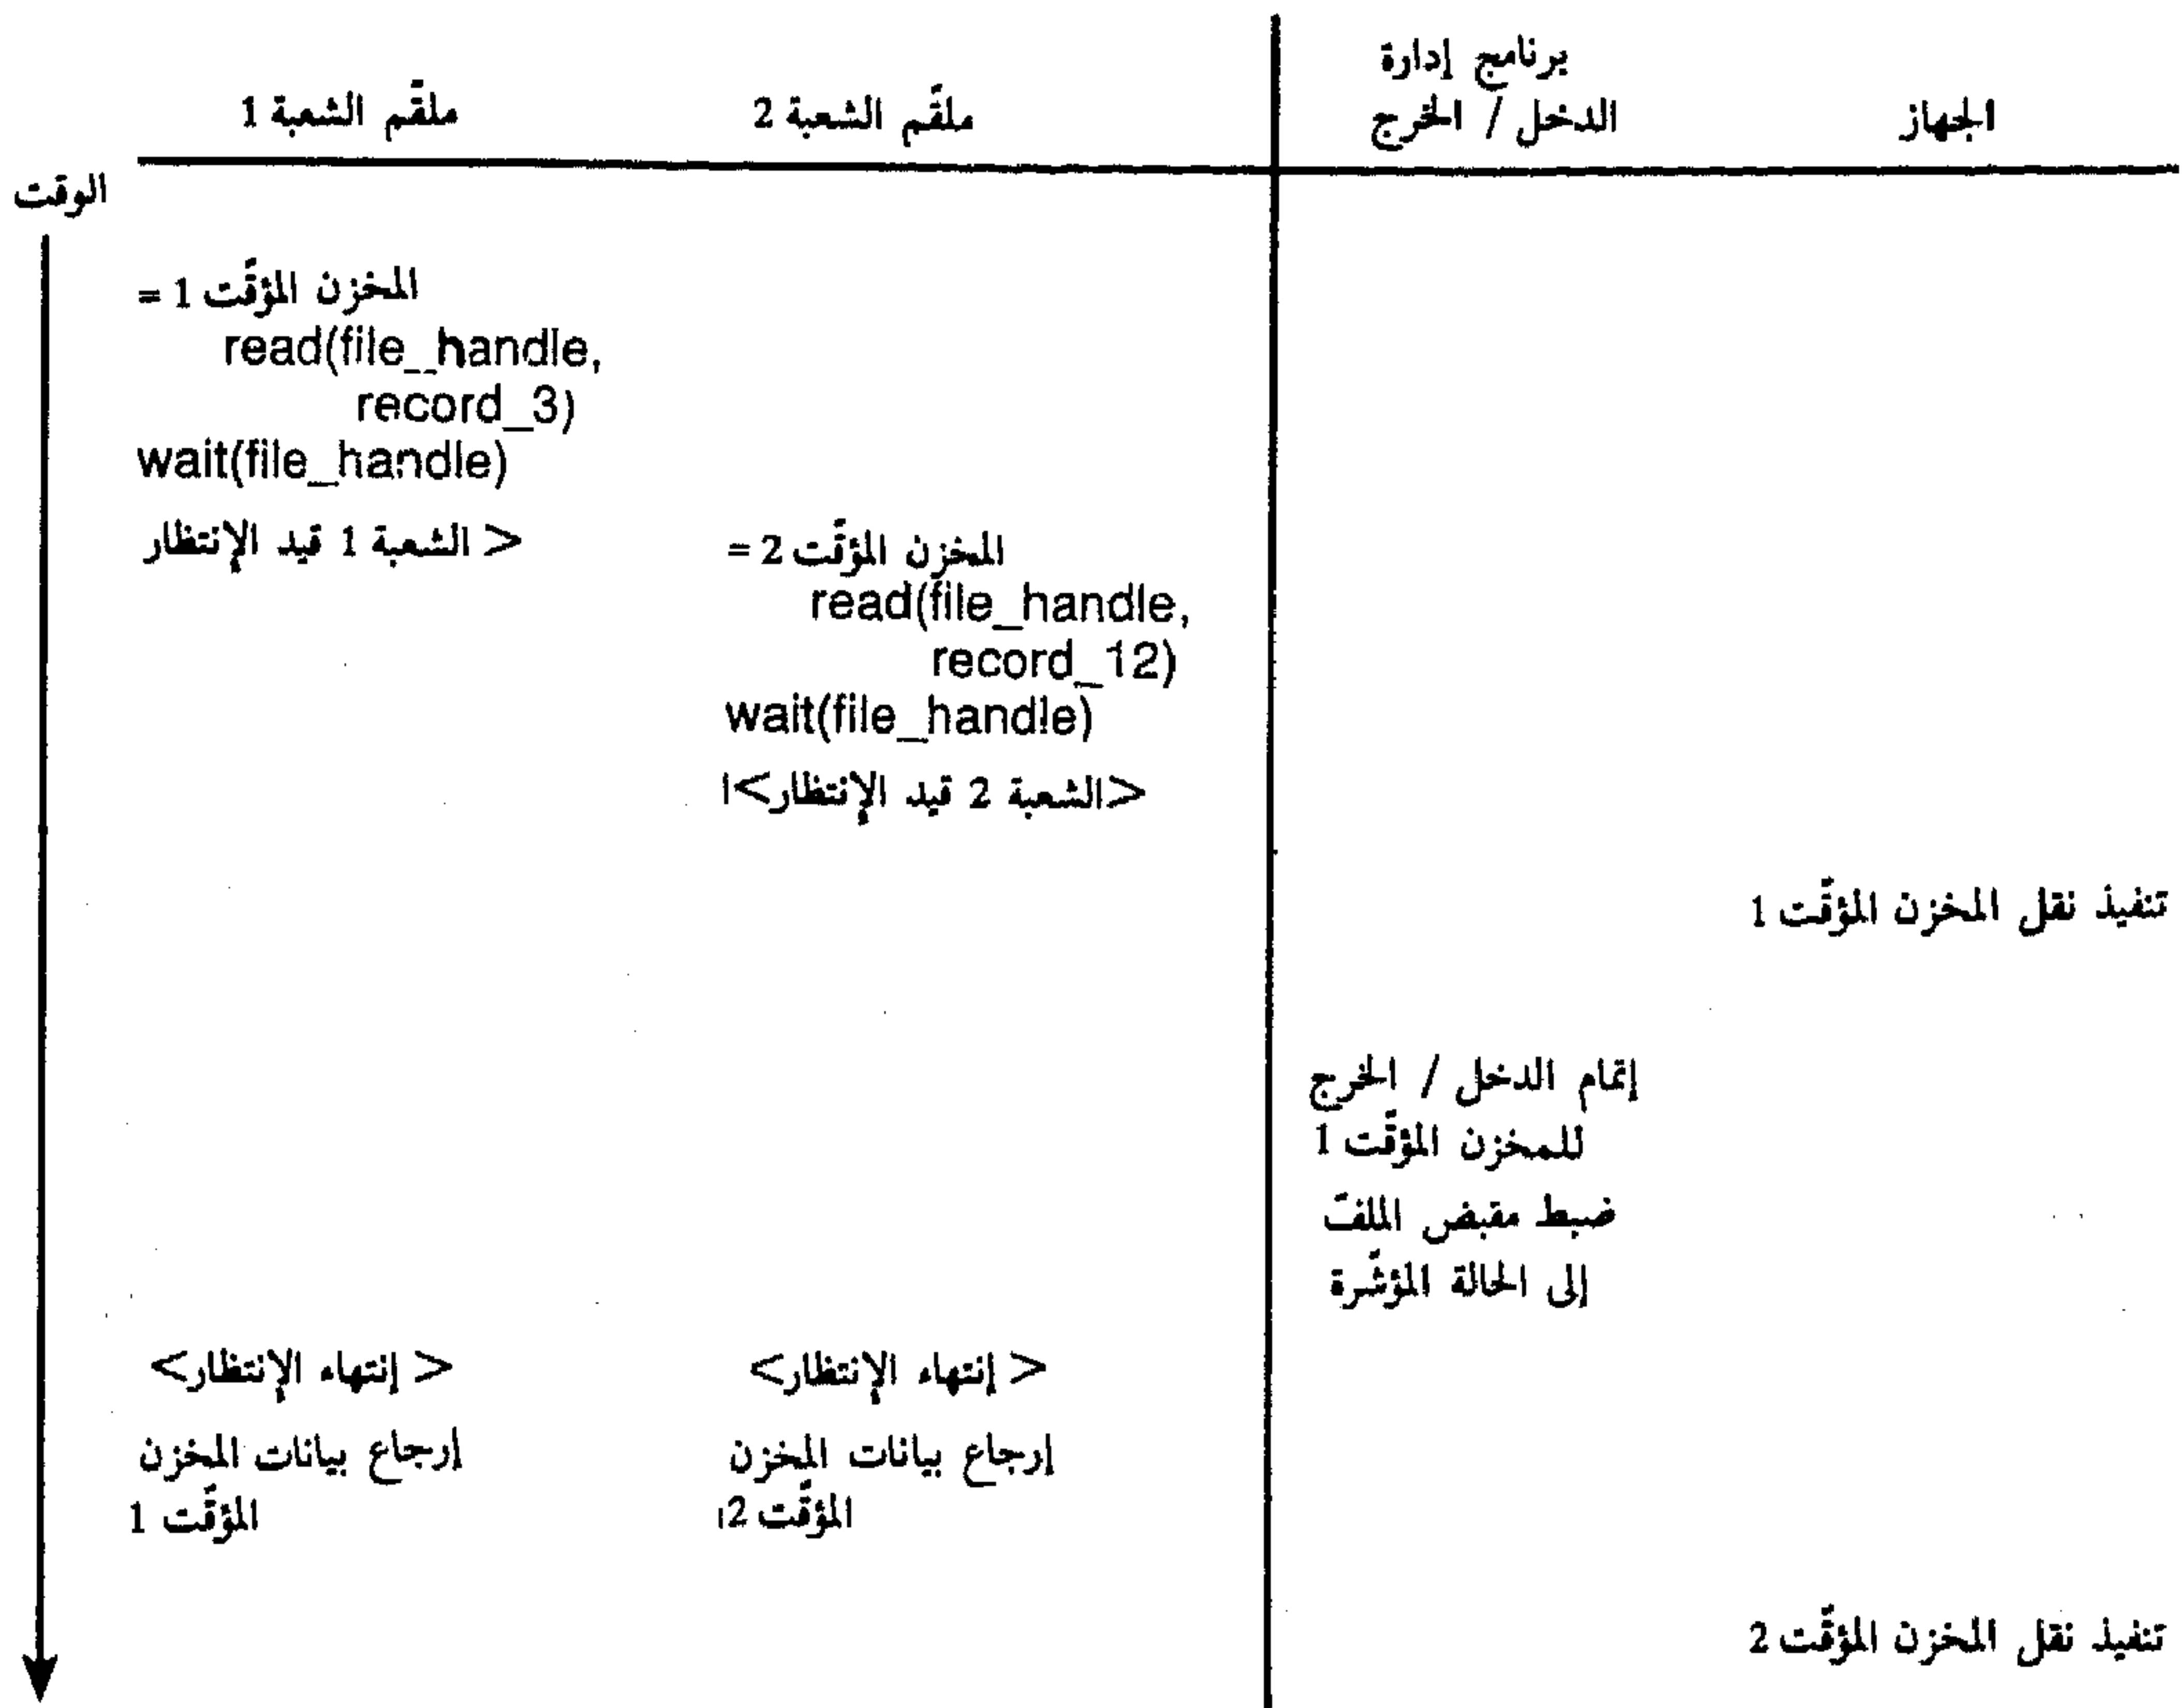 ملقّم الشعبة 1
ملقّم الشعبة 2
برنامج إدارة
الدخل / الخرج
الجهاز
الوقت
المخزن المؤقّت 1 =
read(file_handle,
record_3)
wait(file_handle)
< الشعبة 1 قيد الإنتظار
المخزن المؤقّت 2 =
read(file_handle,
record_12)
wait(file_handle)
<الشعبة 2 قيد الإنتظار>
تنفيذ نقل المخزن المؤقّت 1
إتمام الدخل / الخرج
للمخزن المؤقّت 1
ضبط مقبض الملفّ
إلى الحالة المؤشّرة
< إنتهاء الإنتظار>
إرجاع بيانات المخزن
المؤقّت 1
< إنتهاء الإنتظار>
إرجاع بيانات المخزن
المؤقّت 2
تنفيذ نقل المخزن المؤقّت 2